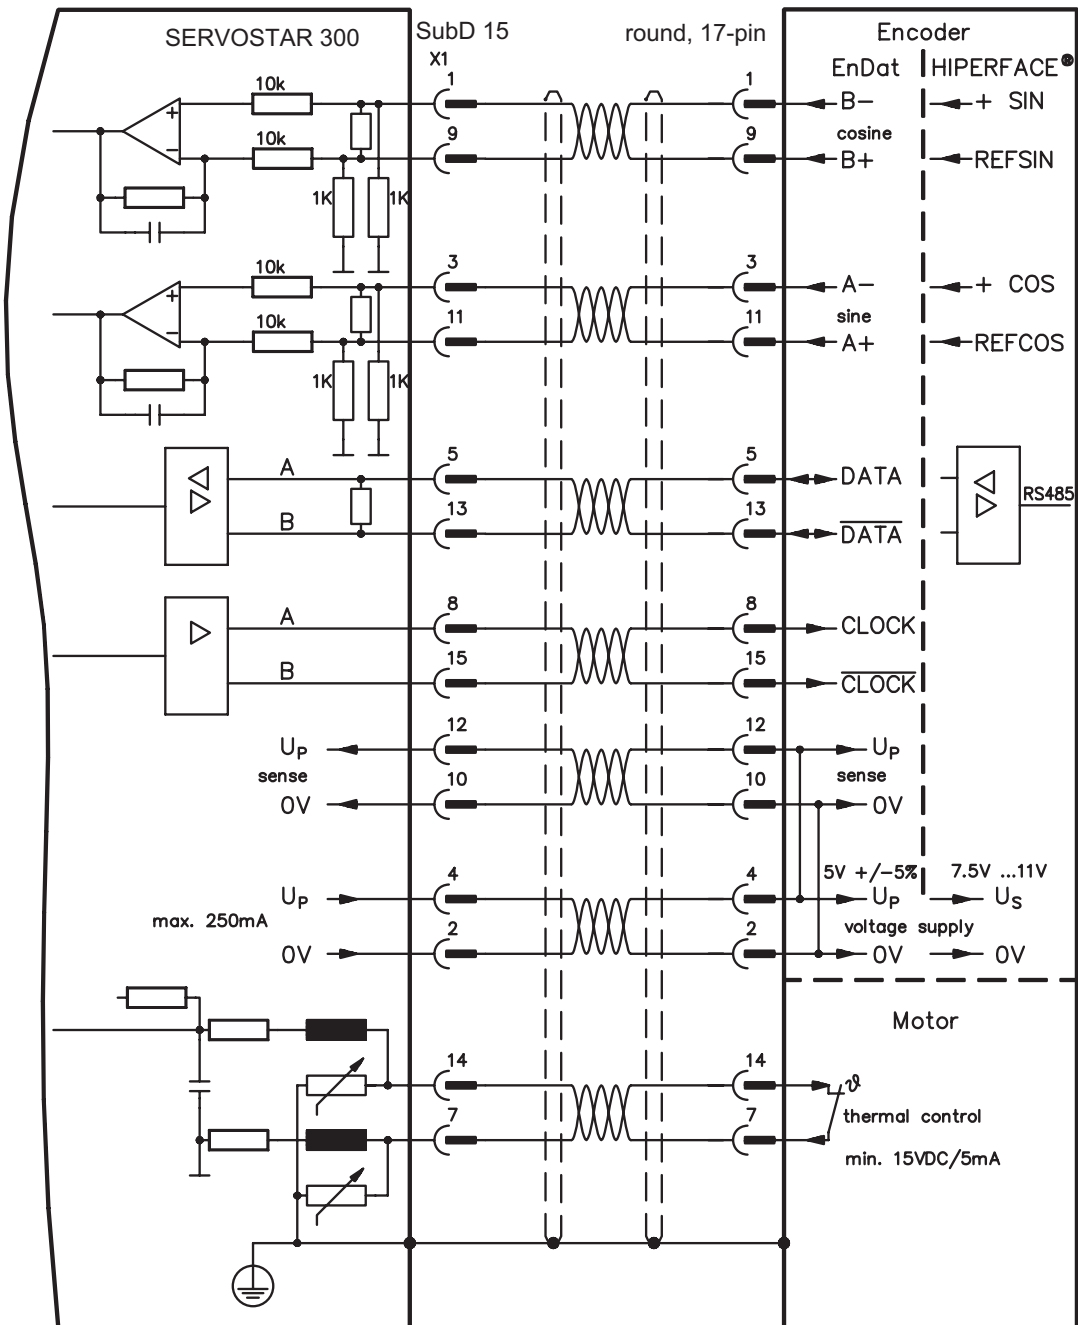 SERVOSTAR 300
SubD 15
round, 17-pin
Encoder
X1
EnDat
HIPERFACE®
10k
1
1
B-
+ SIN
cosine
10k
9
9
B+
REFSIN
1K
1K
10k
3
3
A-
+ COS
sine
10k
11
11
A+
REFCOS
1K
1K
A
5
5
DATA
RS485
B
13
13
DATA
A
8
8
CLOCK
B
15
15
CLOCK
UP
12
12
UP
sense
sense
0V
10
10
0V
5V +/-5%
7.5V ...11V
UP
4
4
UP
US
max. 250mA
voltage supply
0V
2
2
0V
0V
Motor
14
14
ϑ
7
7
thermal control
min. 15VDC/5mA